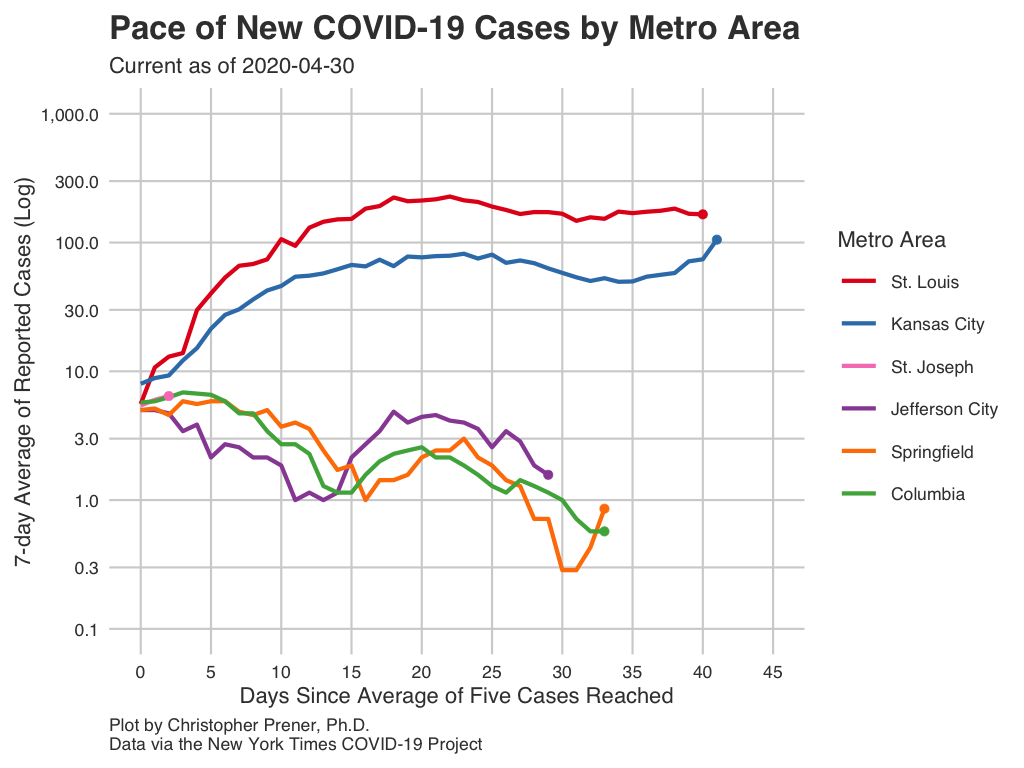 Pace of New COVID-19 Cases by Metro Area
Current as of 2020-04-30
7-day Average of Reported Cases (Log)
1,000.0
300.0
100.0
30.0
10.0
3.0
1.0
0.3
0.1
0 5 10 15 20 25 30 35 40 45
Days Since Average of Five Cases Reached
Metro Area
St. Louis
Kansas City
St. Joseph
Jefferson City
Springfield
Columbia
Plot by Christopher Prener, Ph.D.
Data via the New York Times COVID-19 Project